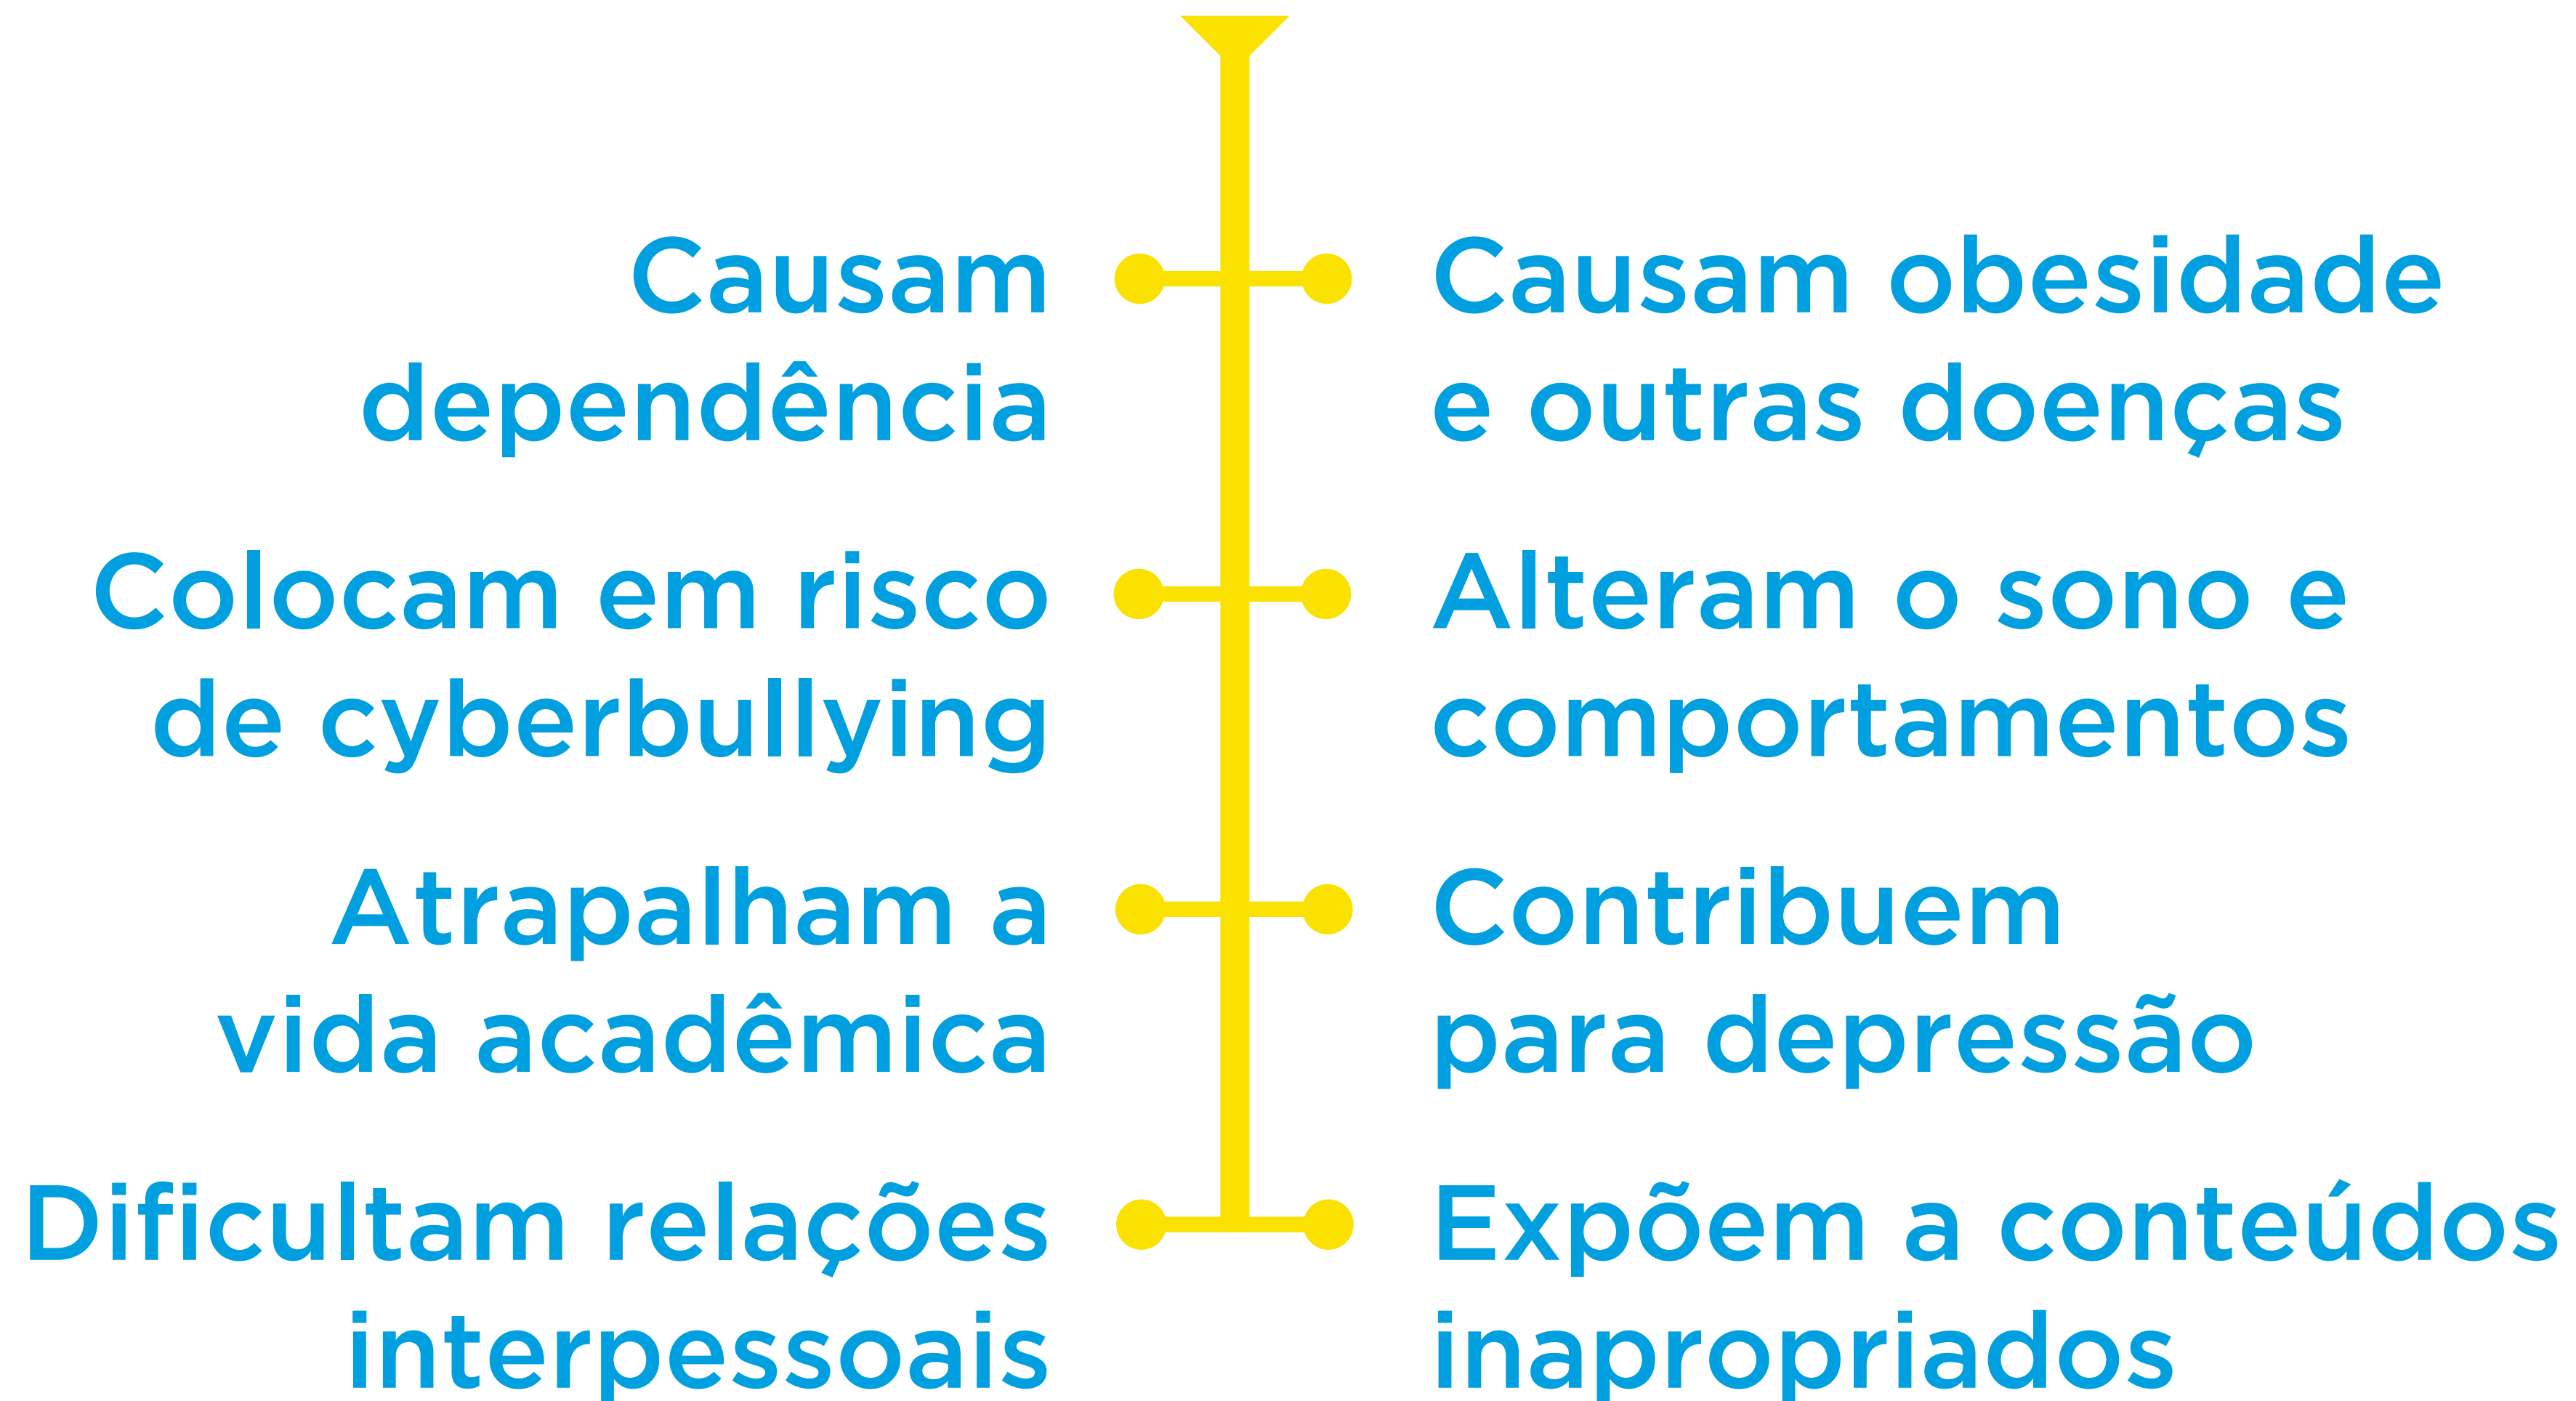 Causam
dependência
Colocam em risco
de cyberbullying
Atrapalham a
vida acadêmica
Dificultam relações
interpessoais
Causam obesidade
e outras doenças
Alteram o sono e
comportamentos
Contribuem
para depressão
Expõem a conteúdos
inapropriados